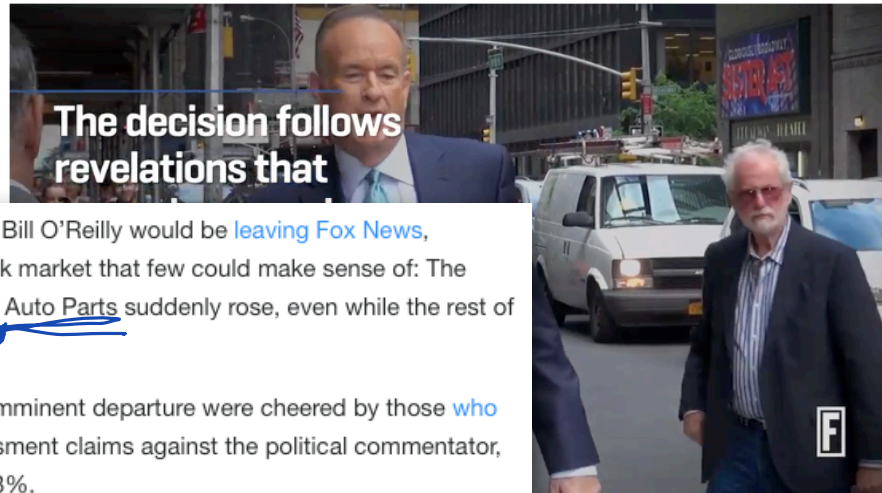 The decision follows
revelations that
Bill O’Reilly would be leaving Fox News,
k market that few could make sense of: The
Auto Parts suddenly rose, even while the rest of
mminent departure were cheered by those who
sment claims against the political commentator,
3%.
F